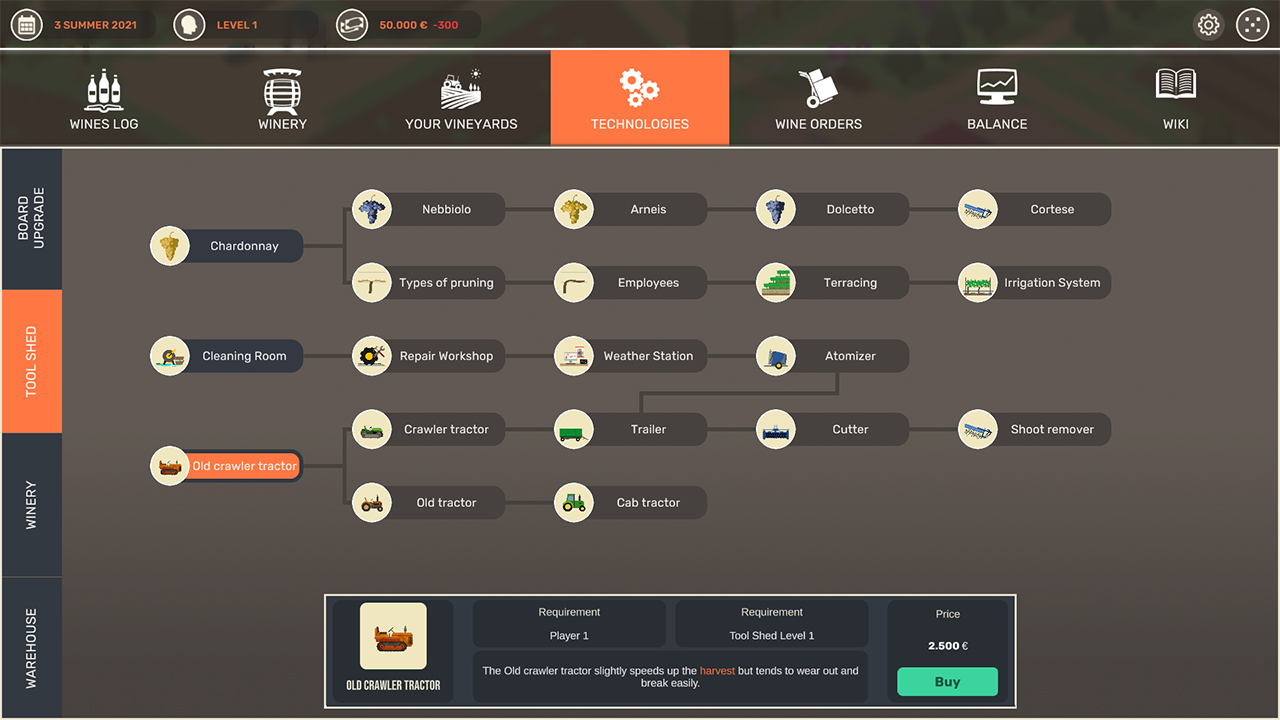 3 SUMMER 2021
LEVEL 1
50.000 € -300
WINES LOG
WINERY
YOUR VINEYARDS
TECHNOLOGIES
WINE ORDERS
BALANCE
WIKI
BOARD
UPGRADE
TOOL SHED
WINERY
WAREHOUSE
Chardonnay
Nebbiolo
Arneis
Dolcetto
Cortese
Types of pruning
Employees
Terracing
Irrigation System
Cleaning Room
Repair Workshop
Weather Station
Atomizer
Old crawler tractor
Crawler tractor
Trailer
Cutter
Shoot remover
Old tractor
Cab tractor
OLD CRAWLER TRACTOR
Requirement
Player 1
Requirement
Tool Shed Level 1
The Old crawler tractor slightly speeds up the harvest but tends to wear out and
break easily.
Price
2.500 €
Buy